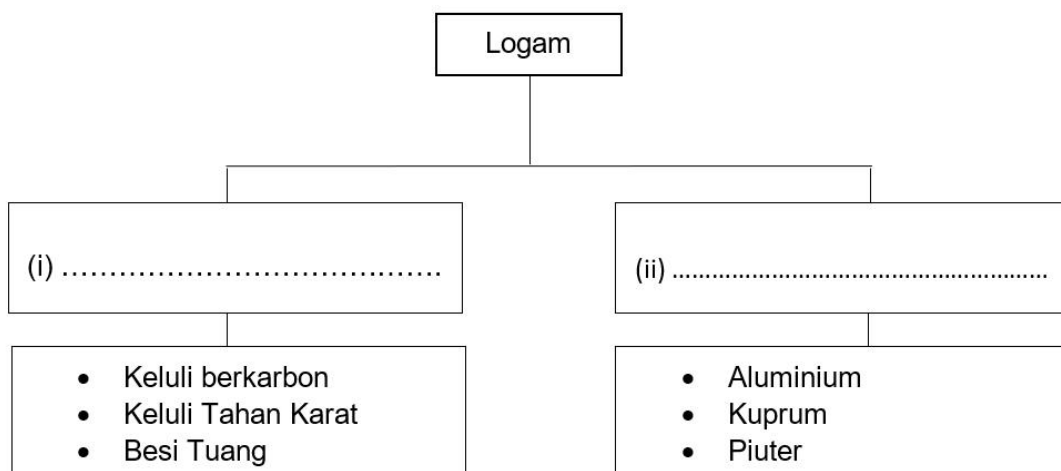 Logam
(i) ............................................
(ii) ......................................................
• Keluli berkarbon
• Keluli Tahan Karat
• Besi Tuang
• Aluminium
• Kuprum
• Piuter